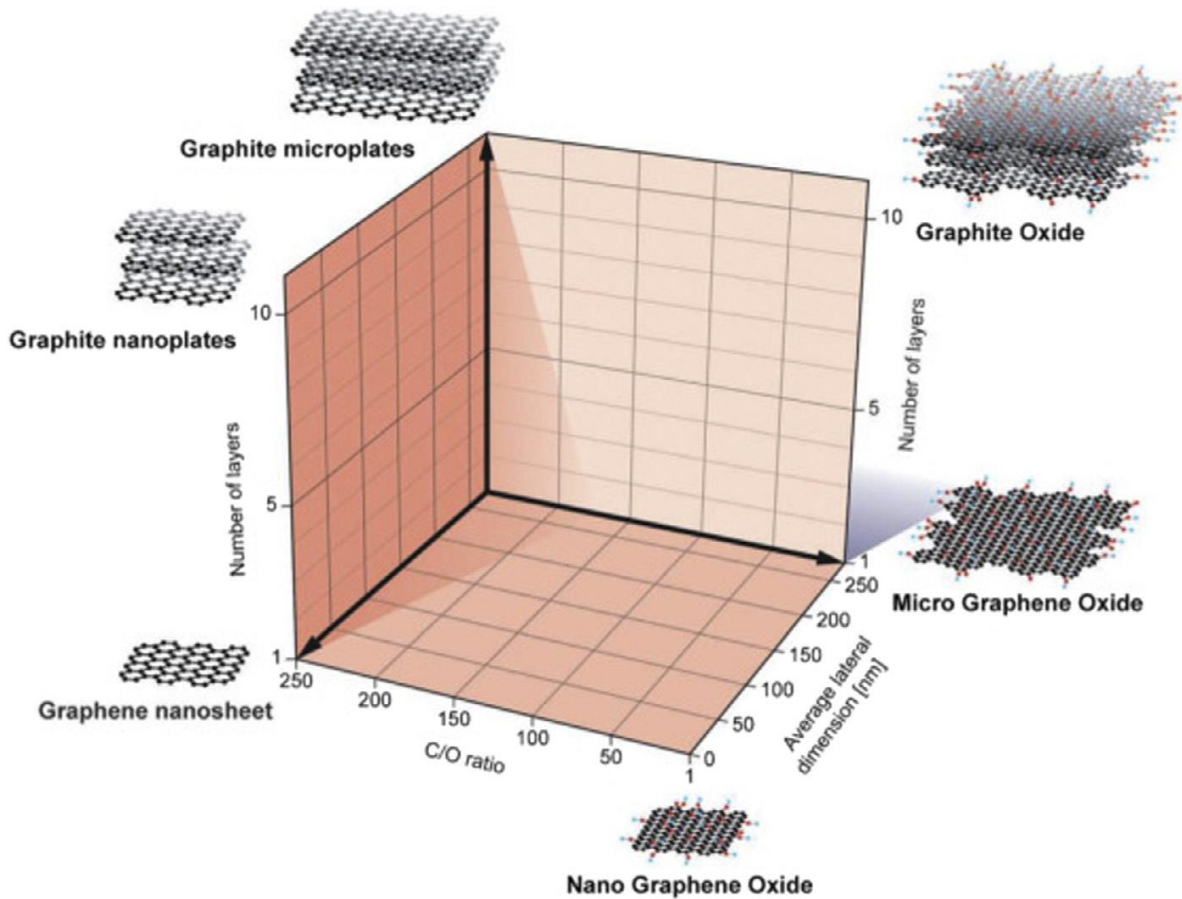 Graphite microplates
Graphite Oxide
Graphite nanoplates
10
5
1
Number of layers
10
5
1
Number of layers
Micro Graphene Oxide
Graphene nanosheet
250
200
150
100
50
1
C/O ratio
250
200
150
100
50
0
Average lateral
dimension [nm]
Nano Graphene Oxide